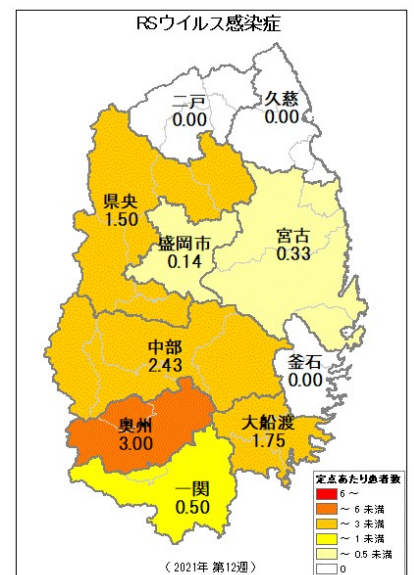 RSウイルス感染症
二戸
0.00
久慈
0.00
県央
1.50
盛岡市
0.14
宮古
0.33
中部
2.43
釜石
0.00
奥州
3.00
大船渡
1.75
一関
0.50
定点あたり患者数
6 ～
～ 6 未満
～ 3 未満
～ 1 未満
～ 0.5 未満
0
（ 2021年 第12週 ）